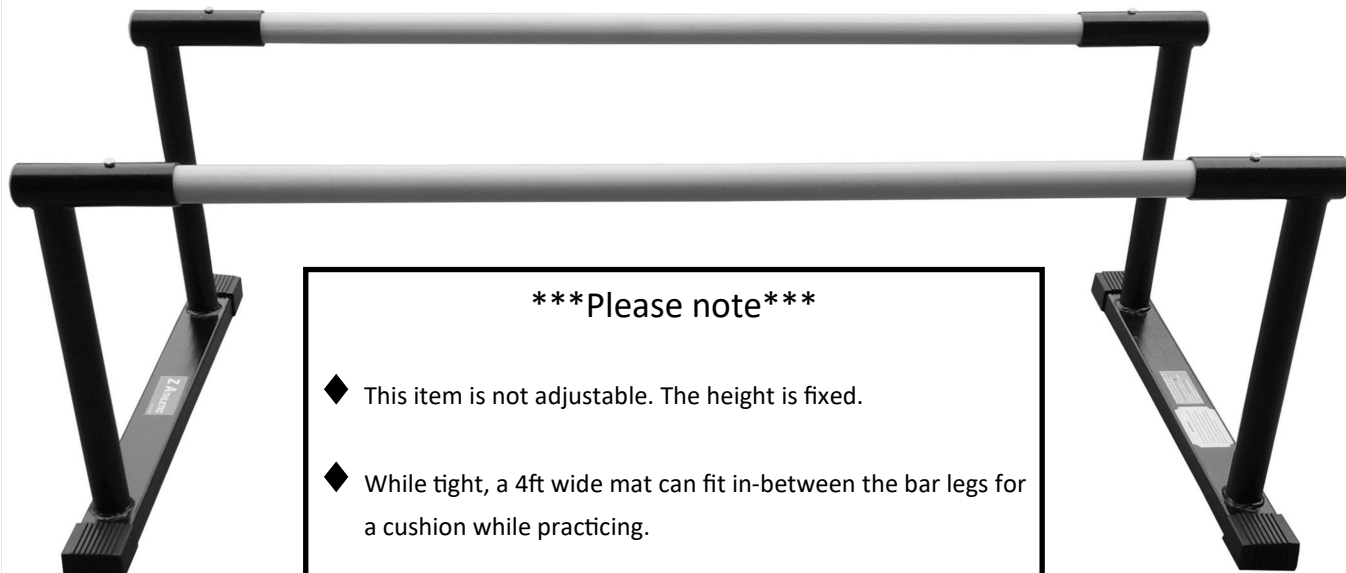 ***Please note***
♦ This item is not adjustable. The height is fixed.
♦ While tight, a 4ft wide mat can fit in-between the bar legs for
a cushion while practicing.
Z ATHLETIC